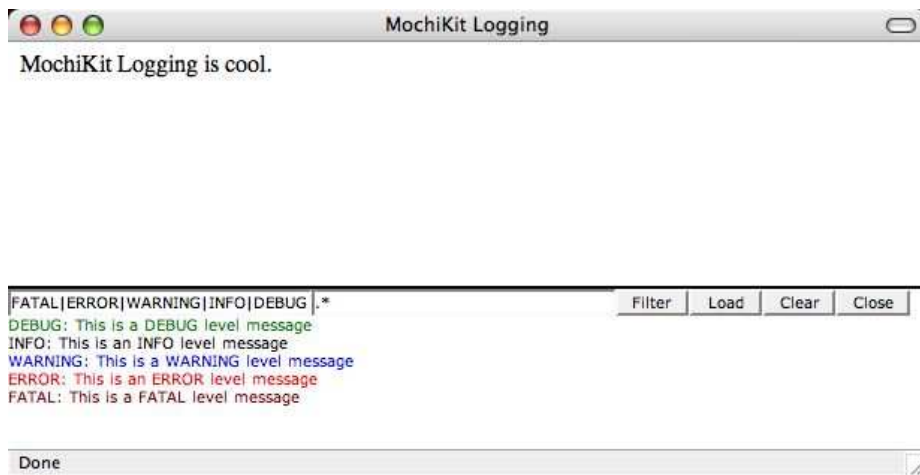 MochiKit Logging
MochiKit Logging is cool.
FATAL|ERROR|WARNING|INFO|DEBUG .* Filter Load Clear Close
DEBUG: This is a DEBUG level message
INFO: This is an INFO level message
WARNING: This is a WARNING level message
ERROR: This is an ERROR level message
FATAL: This is a FATAL level message
Done